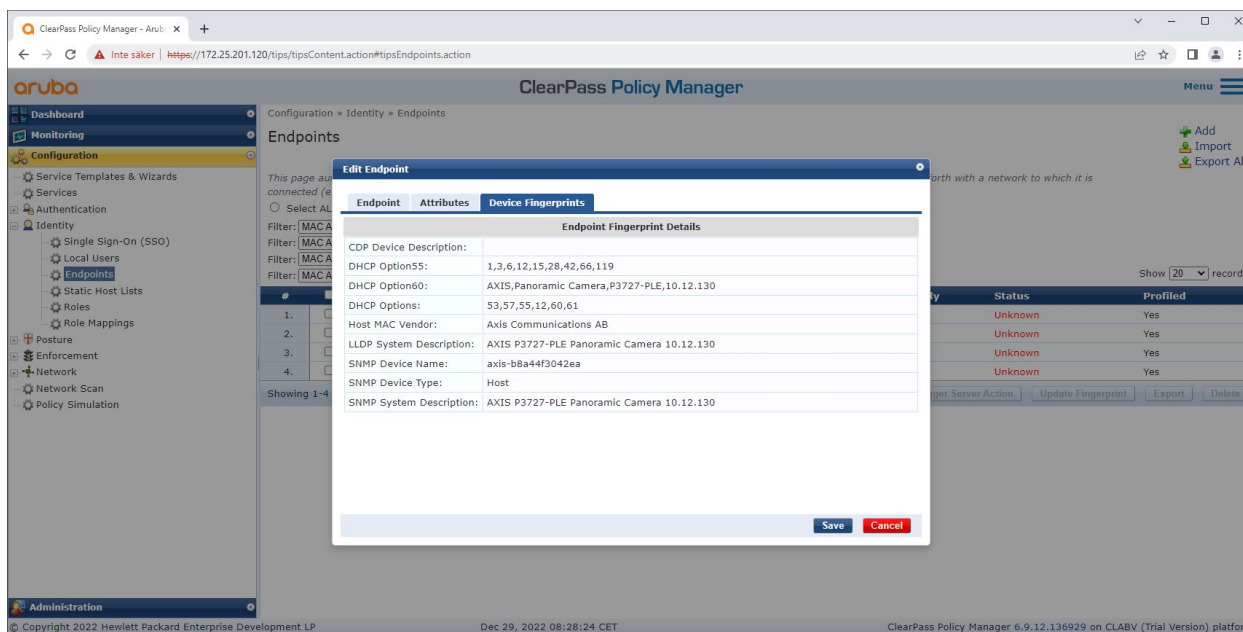 ClearPass Policy Manager - Aruba
Inte säker | https://172.25.201.120/tips/tipsContent.action#tipsEndpoints.action
aruba
ClearPass Policy Manager
Menu
Dashboard
Monitoring
Configuration
Service Templates & Wizards
Services
Authentication
Identity
Single Sign-On (SSO)
Local Users
Endpoints
Static Host Lists
Roles
Role Mappings
Posture
Enforcement
Network
Network Scan
Policy Simulation
Administration
Configuration » Identity » Endpoints
Endpoints
Add
Import
Export Al
This page au
orth with a network to which it is
connected (e
Select AL
Filter: MAC A
Filter: MAC A
Filter: MAC A
Filter: MAC A
Show 20 record
# Status Profiled
1. Unknown Yes
2. Unknown Yes
3. Unknown Yes
4. Unknown Yes
Showing 1-4
ger Server Action Update Fingerprint Export Delete
Edit Endpoint
Endpoint Attributes Device Fingerprints
Endpoint Fingerprint Details
CDP Device Description:
DHCP Option55: 1,3,6,12,15,28,42,66,119
DHCP Option60: AXIS,Panoramic Camera,P3727-PLE,10.12.130
DHCP Options: 53,57,55,12,60,61
Host MAC Vendor: Axis Communications AB
LLDP System Description: AXIS P3727-PLE Panoramic Camera 10.12.130
SNMP Device Name: axis-b8a44f3042ea
SNMP Device Type: Host
SNMP System Description: AXIS P3727-PLE Panoramic Camera 10.12.130
Save Cancel
© Copyright 2022 Hewlett Packard Enterprise Development LP
Dec 29, 2022 08:28:24 CET
ClearPass Policy Manager 6.9.12.136929 on CLABV (Trial Version) platfor